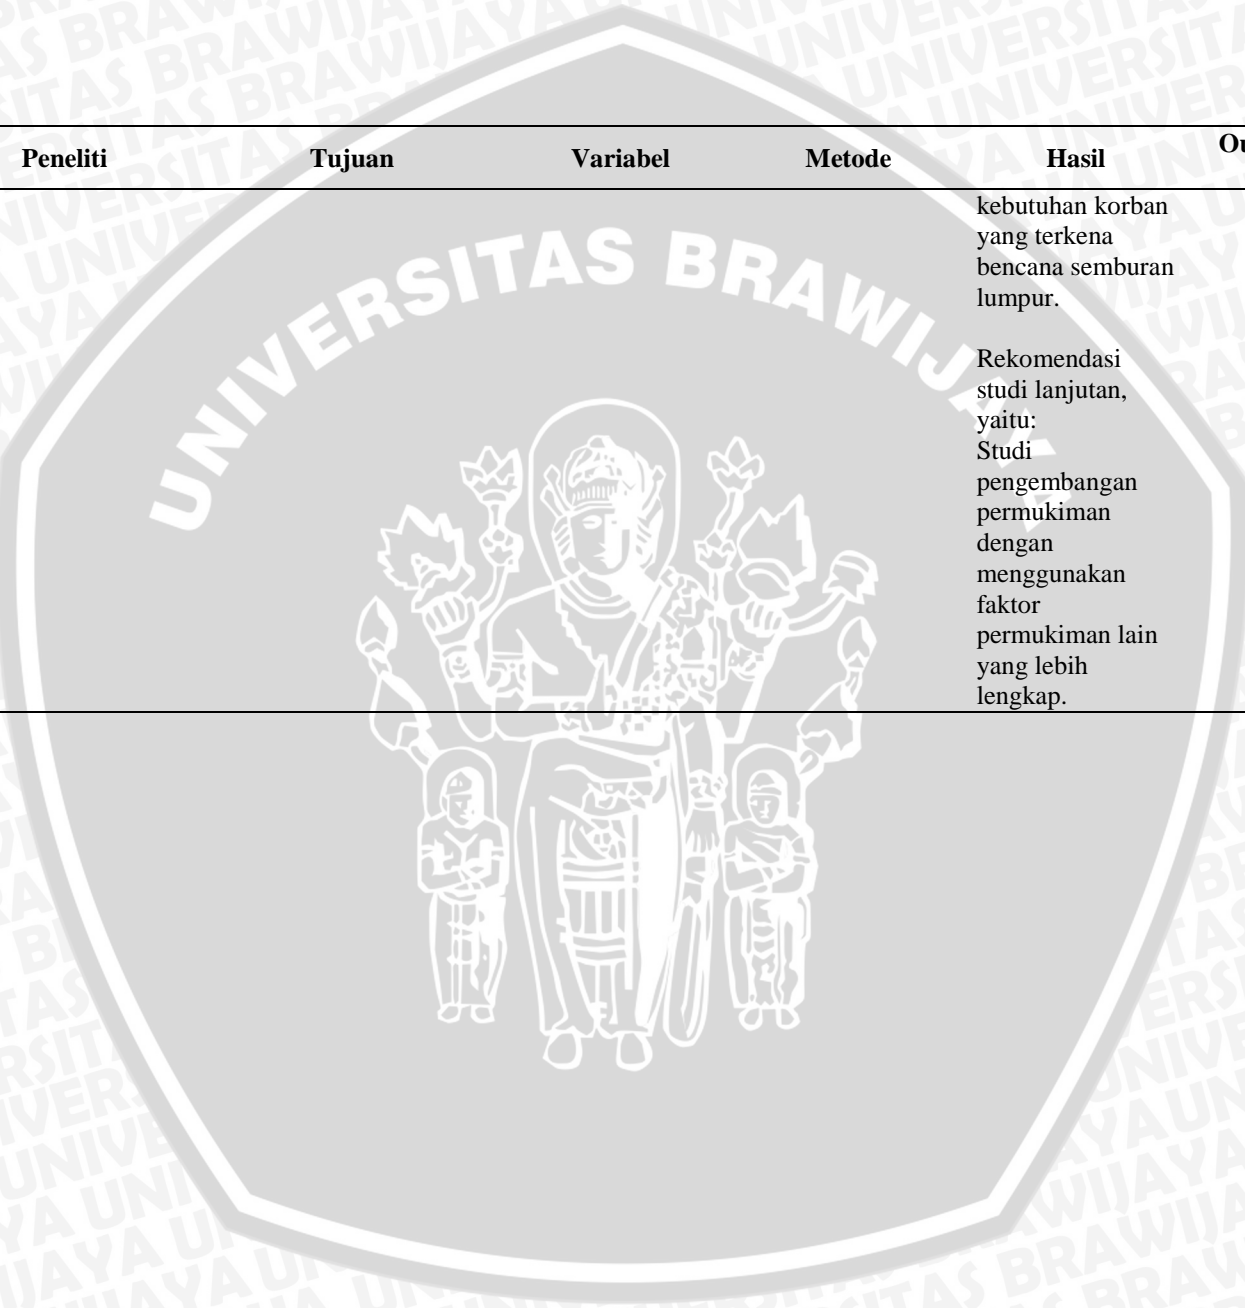 Peneliti Tujuan Variabel Metode Hasil Ou
kebutuhan korban
yang terkena
bencana semburan
lumpur.
Rekomendasi
studi lanjutan,
yaitu:
Studi
pengembangan
permukiman
dengan
menggunakan
faktor
permukiman lain
yang lebih
lengkap.
UNIVERSITAS BRAWIJAYA